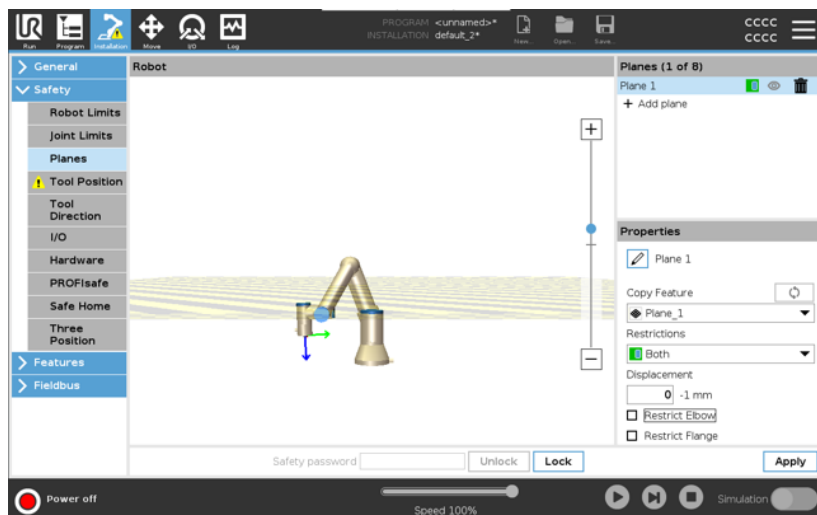 PROGRAM <unnamed>*
INSTALLATION default_2*
CCCC
CCCC
Run Program Installation Move I/O Log New... Open... Save...
General
Safety
Robot Limits
Joint Limits
Planes
Tool Position
Tool
Direction
I/O
Hardware
PROFIsafe
Safe Home
Three
Position
Features
Fieldbus
Robot
Planes (1 of 8)
Plane 1
+ Add plane
Properties
Plane 1
Copy Feature
Plane_1
Restrictions
Both
Displacement
0 -1 mm
Restrict Elbow
Restrict Flange
Safety password Unlock Lock
Apply
Power off
Speed 100%
Simulation